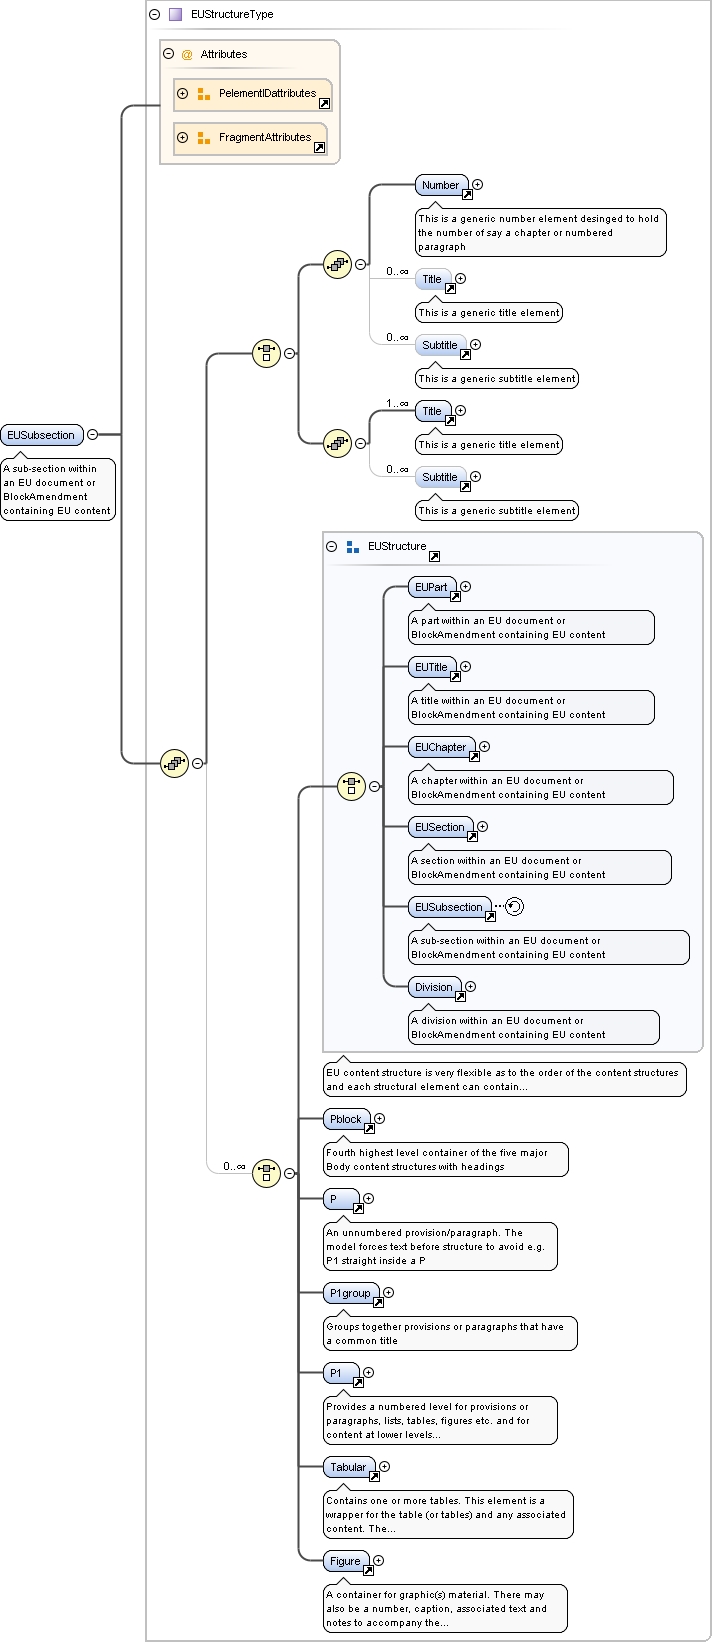 EUStructureType
@ Attributes
PelementIDattributes
FragmentAttributes
Number
This is a generic number element desinged to hold
the number of say a chapter or numbered
paragraph
0..∞
Title
This is a generic title element
0..∞
Subtitle
This is a generic subtitle element
1..∞
Title
This is a generic title element
0..∞
Subtitle
This is a generic subtitle element
EUSubsection
A sub-section within
an EU document or
BlockAmendment
containing EU content
EUStructure
EUPart
A part within an EU document or
BlockAmendment containing EU content
EUTitle
A title within an EU document or
BlockAmendment containing EU content
EUChapter
A chapter within an EU document or
BlockAmendment containing EU content
EUSection
A section within an EU document or
BlockAmendment containing EU content
EUSubsection
A sub-section within an EU document or
BlockAmendment containing EU content
Division
A division within an EU document or
BlockAmendment containing EU content
EU content structure is very flexible as to the order of the content structures
and each structural element can contain...
0..∞
Pblock
Fourth highest level container of the five major
Body content structures with headings
P
An unnumbered provision/paragraph. The
model forces text before structure to avoid e.g.
P1 straight inside a P
P1group
Groups together provisions or paragraphs that have
a common title
P1
Provides a numbered level for provisions or
paragraphs, lists, tables, figures etc. and for
content at lower levels...
Tabular
Contains one or more tables. This element is a
wrapper for the table (or tables) and any associated
content. The...
Figure
A container for graphic(s) material. There may
also be a number, caption, associated text and
notes to accompany the...